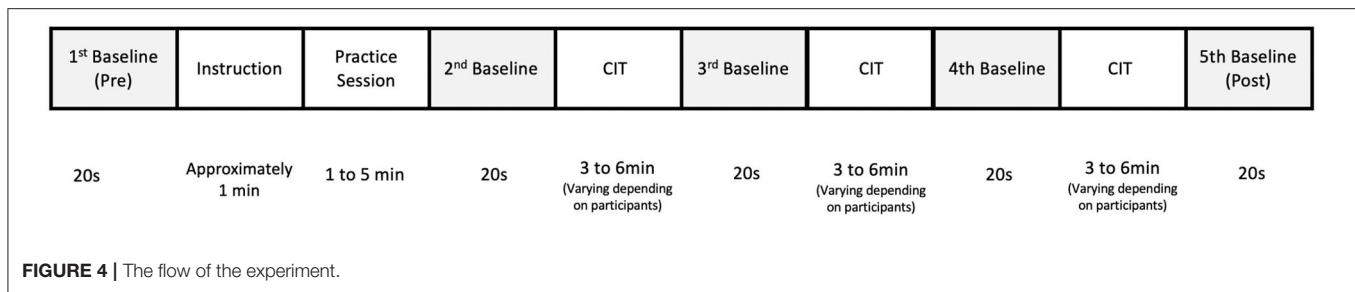 1st Baseline
(Pre)
Instruction
Practice
Session
2nd Baseline
CIT
3rd Baseline
CIT
4th Baseline
CIT
5th Baseline
(Post)
20s
Approximately
1 min
1 to 5 min
20s
3 to 6min
(Varying depending
on participants)
20s
3 to 6min
(Varying depending
on participants)
20s
3 to 6min
(Varying depending
on participants)
20s
FIGURE 4 | The flow of the experiment.